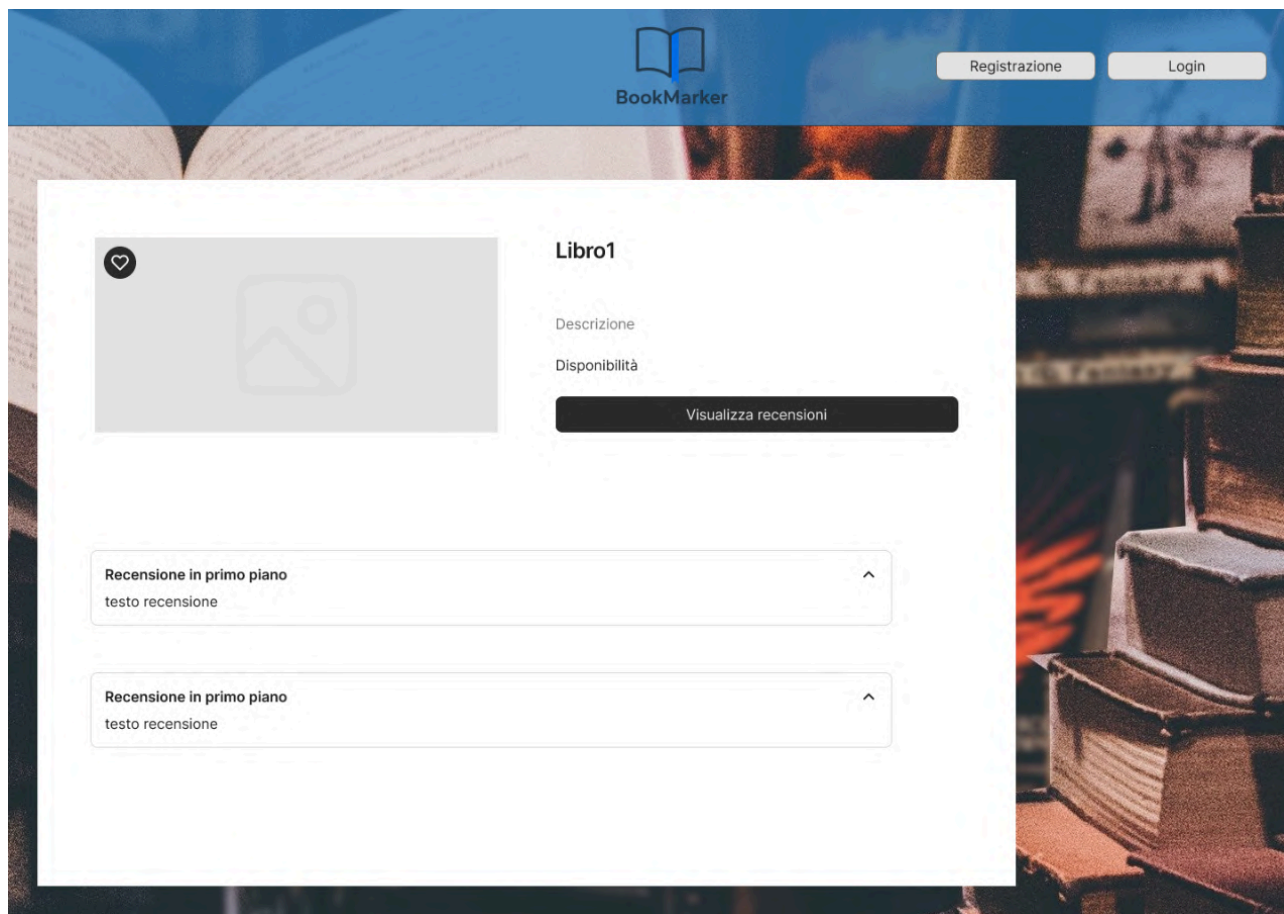 BookMarker
Registrazione
Login
Libro1
Descrizione
Disponibilità
Visualizza recensioni
Recensione in primo piano
testo recensione
Recensione in primo piano
testo recensione